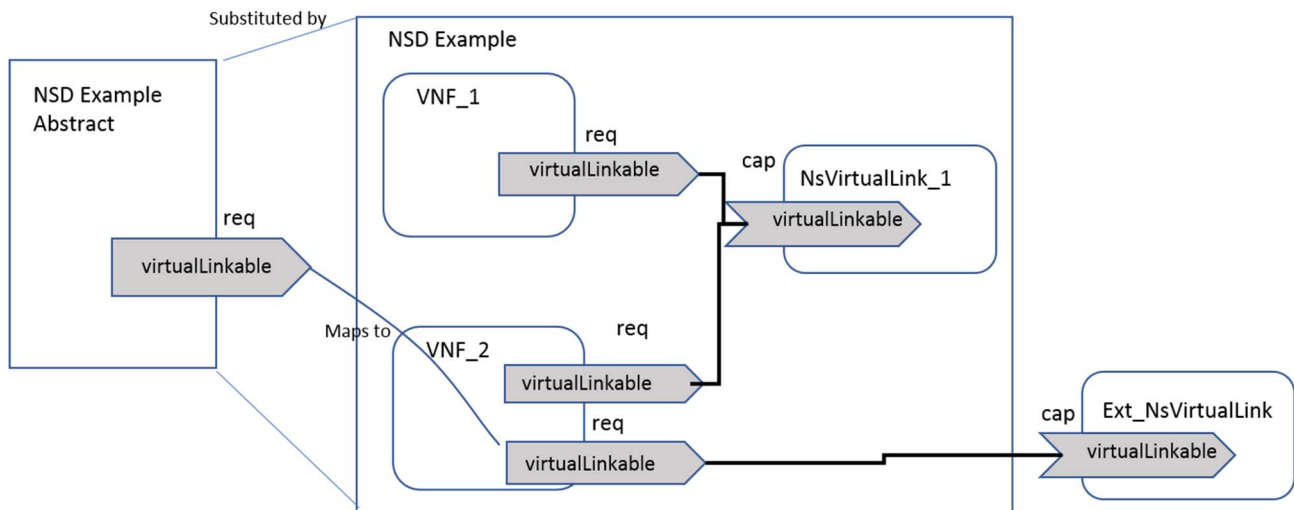 Substituted by
NSD Example
Abstract
req
virtualLinkable
Maps to
NSD Example
VNF_1
req
virtualLinkable
cap
NsVirtualLink_1
virtualLinkable
VNF_2
req
virtualLinkable
req
virtualLinkable
cap
Ext_NsVirtualLink
virtualLinkable